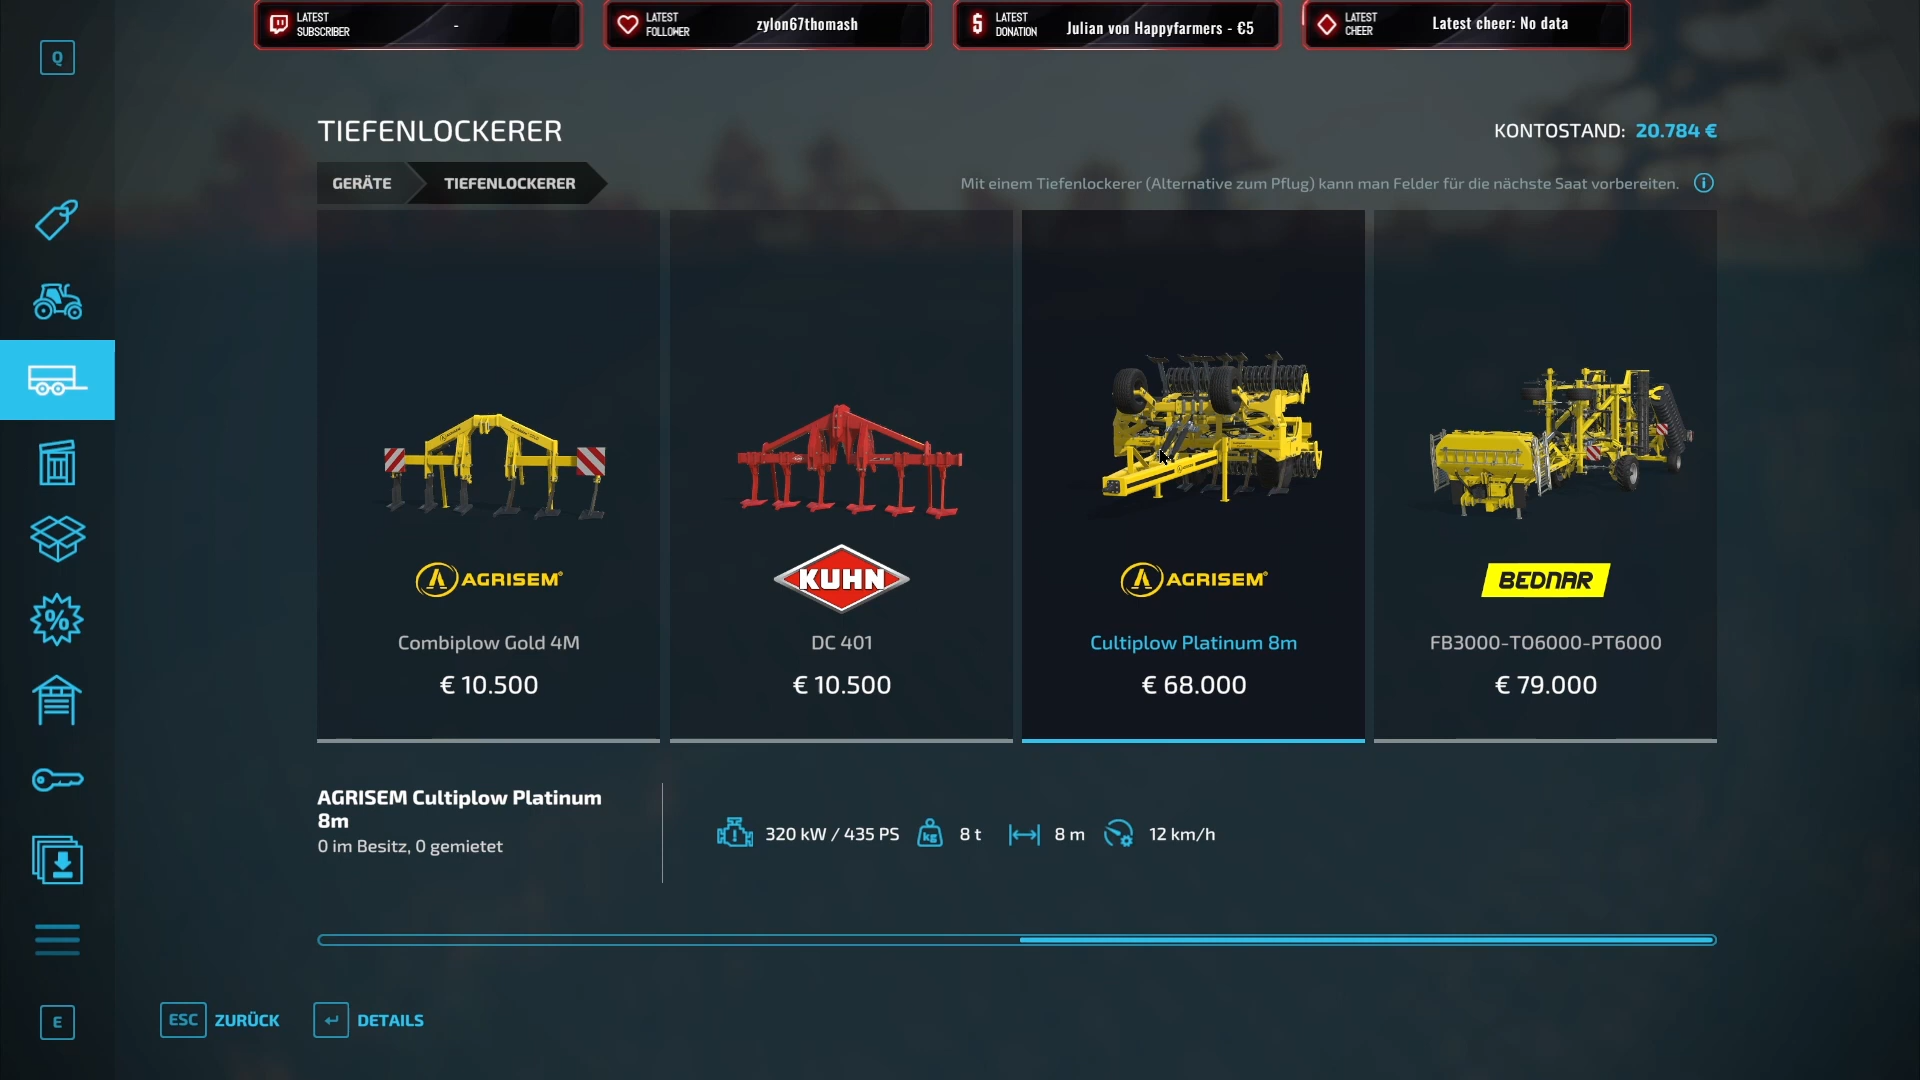 LATEST
SUBSCRIBER
-
LATEST
FOLLOWER
zylon67thomash
LATEST
DONATION
Julian von Happyfarmers - €5
LATEST
CHEER
Latest cheer: No data
Q
TIEFENLOCKERER
KONTOSTAND: 20.784 €
GERÄTE
TIEFENLOCKERER
Mit einem Tiefenlockerer (Alternative zum Pflug) kann man Felder für die nächste Saat vorbereiten.
AGRISEM
Combiplow Gold 4M
€ 10.500
KUHN
DC 401
€ 10.500
AGRISEM
Cultiplow Platinum 8m
€ 68.000
BEDNAR
FB3000-TO6000-PT6000
€ 79.000
AGRISEM Cultiplow Platinum
8m
0 im Besitz, 0 gemietet
320 kW / 435 PS
kg
8 t
8 m
12 km/h
E
ESC ZURÜCK
DETAILS